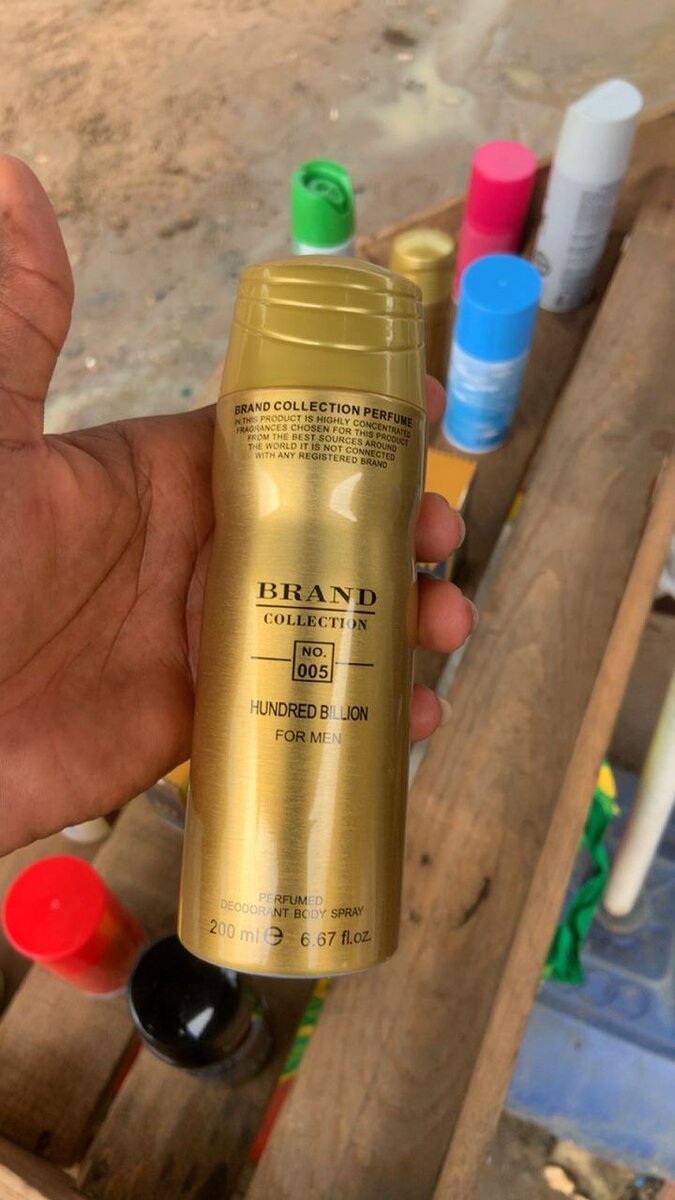 BRAND COLLECTION PERFUME
IN THIS PRODUCT IS HIGHLY CONCENTRATED
FRAGRANCES CHOSEN FOR THIS PRODUCT
FROM THE BEST SOURCES AROUND
THE WORLD IT IS NOT CONNECTED
WITH ANY REGISTERED BRAND
BRAND
COLLECTION
NO.
005
HUNDRED BILLION
FOR MEN
PERFUMED
DEODORANT BODY SPRAY
200 ml ℮ 6.67 fl.oz.